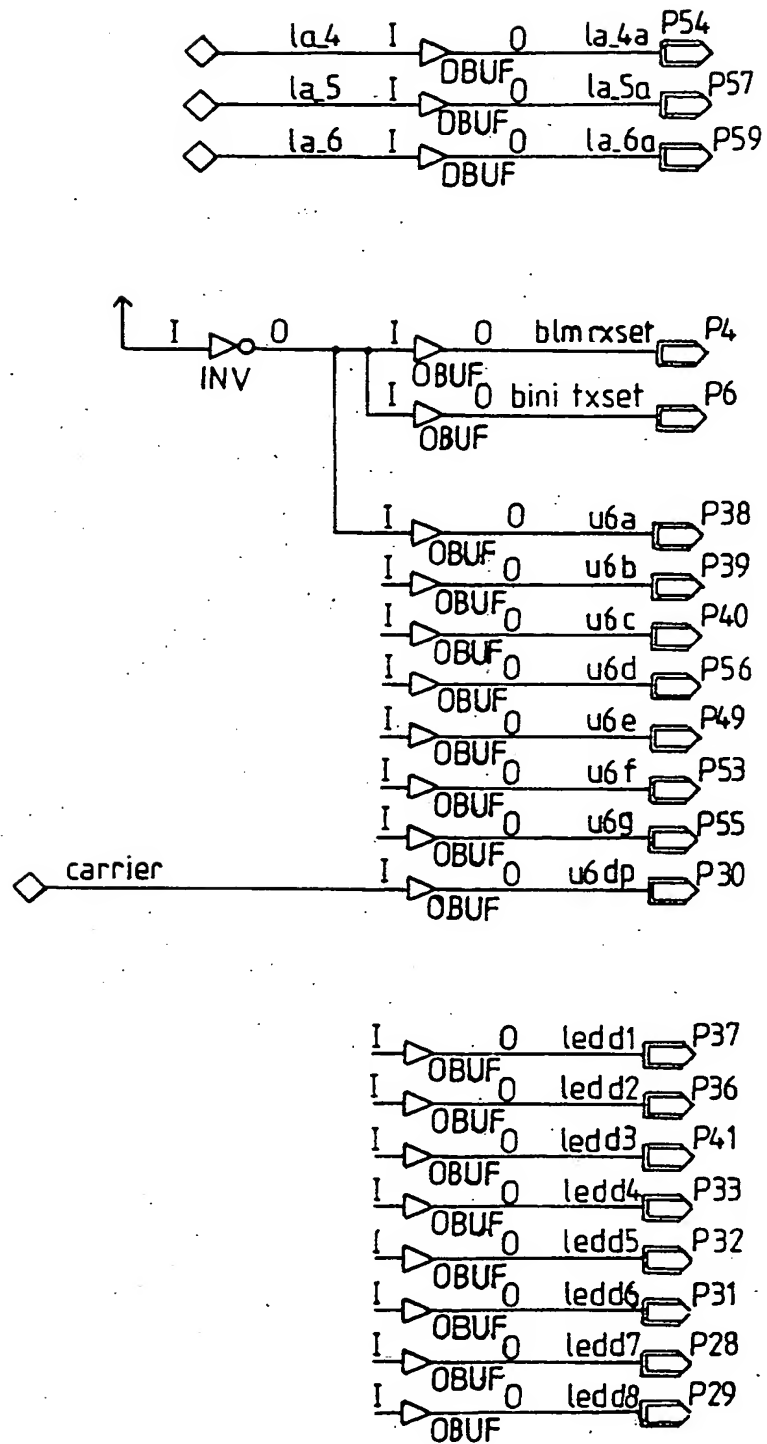 la_4 I O la_4a P54
OBUF
la_5 I O la_5a P57
OBUF
la_6 I O la_6a P59
OBUF
I O I O blmrxset P4
INV OBUF
I O bini txset P6
OBUF
I O u6a P38
OBUF
I O u6b P39
OBUF
I O u6c P40
OBUF
I O u6d P56
OBUF
I O u6e P49
OBUF
I O u6f P53
OBUF
I O u6g P55
OBUF
carrier I O u6dp P30
OBUF
I O ledd1 P37
OBUF
I O ledd2 P36
OBUF
I O ledd3 P41
OBUF
I O ledd4 P33
OBUF
I O ledd5 P32
OBUF
I O ledd6 P31
OBUF
I O ledd7 P28
OBUF
I O ledd8 P29
OBUF